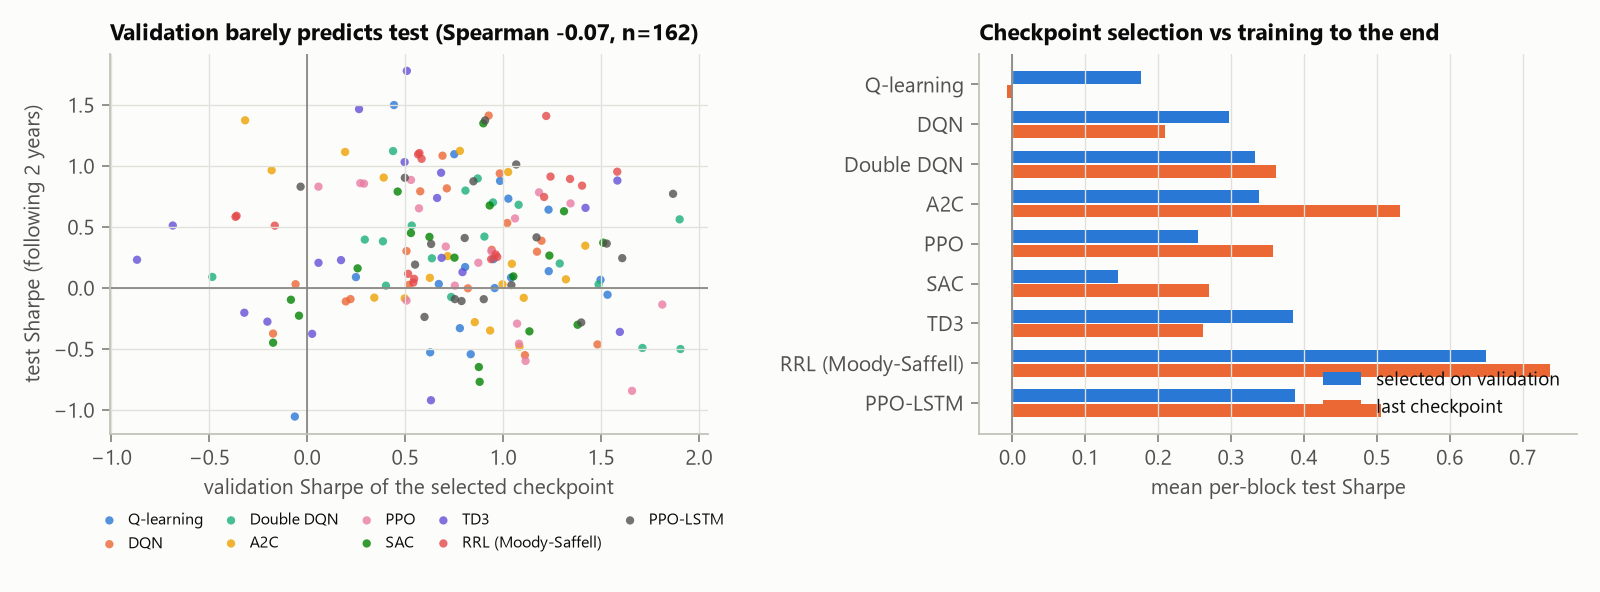 Validation barely predicts test (Spearman -0.07, n=162)
test Sharpe (following 2 years)
1.5
1.0
0.5
0.0
−0.5
−1.0
−1.0 −0.5 0.0 0.5 1.0 1.5 2.0
validation Sharpe of the selected checkpoint
Q-learning Double DQN PPO TD3 PPO-LSTM
DQN A2C SAC RRL (Moody-Saffell)
Checkpoint selection vs training to the end
Q-learning
DQN
Double DQN
A2C
PPO
SAC
TD3
RRL (Moody-Saffell)
PPO-LSTM
selected on validation
last checkpoint
0.0 0.1 0.2 0.3 0.4 0.5 0.6 0.7
mean per-block test Sharpe